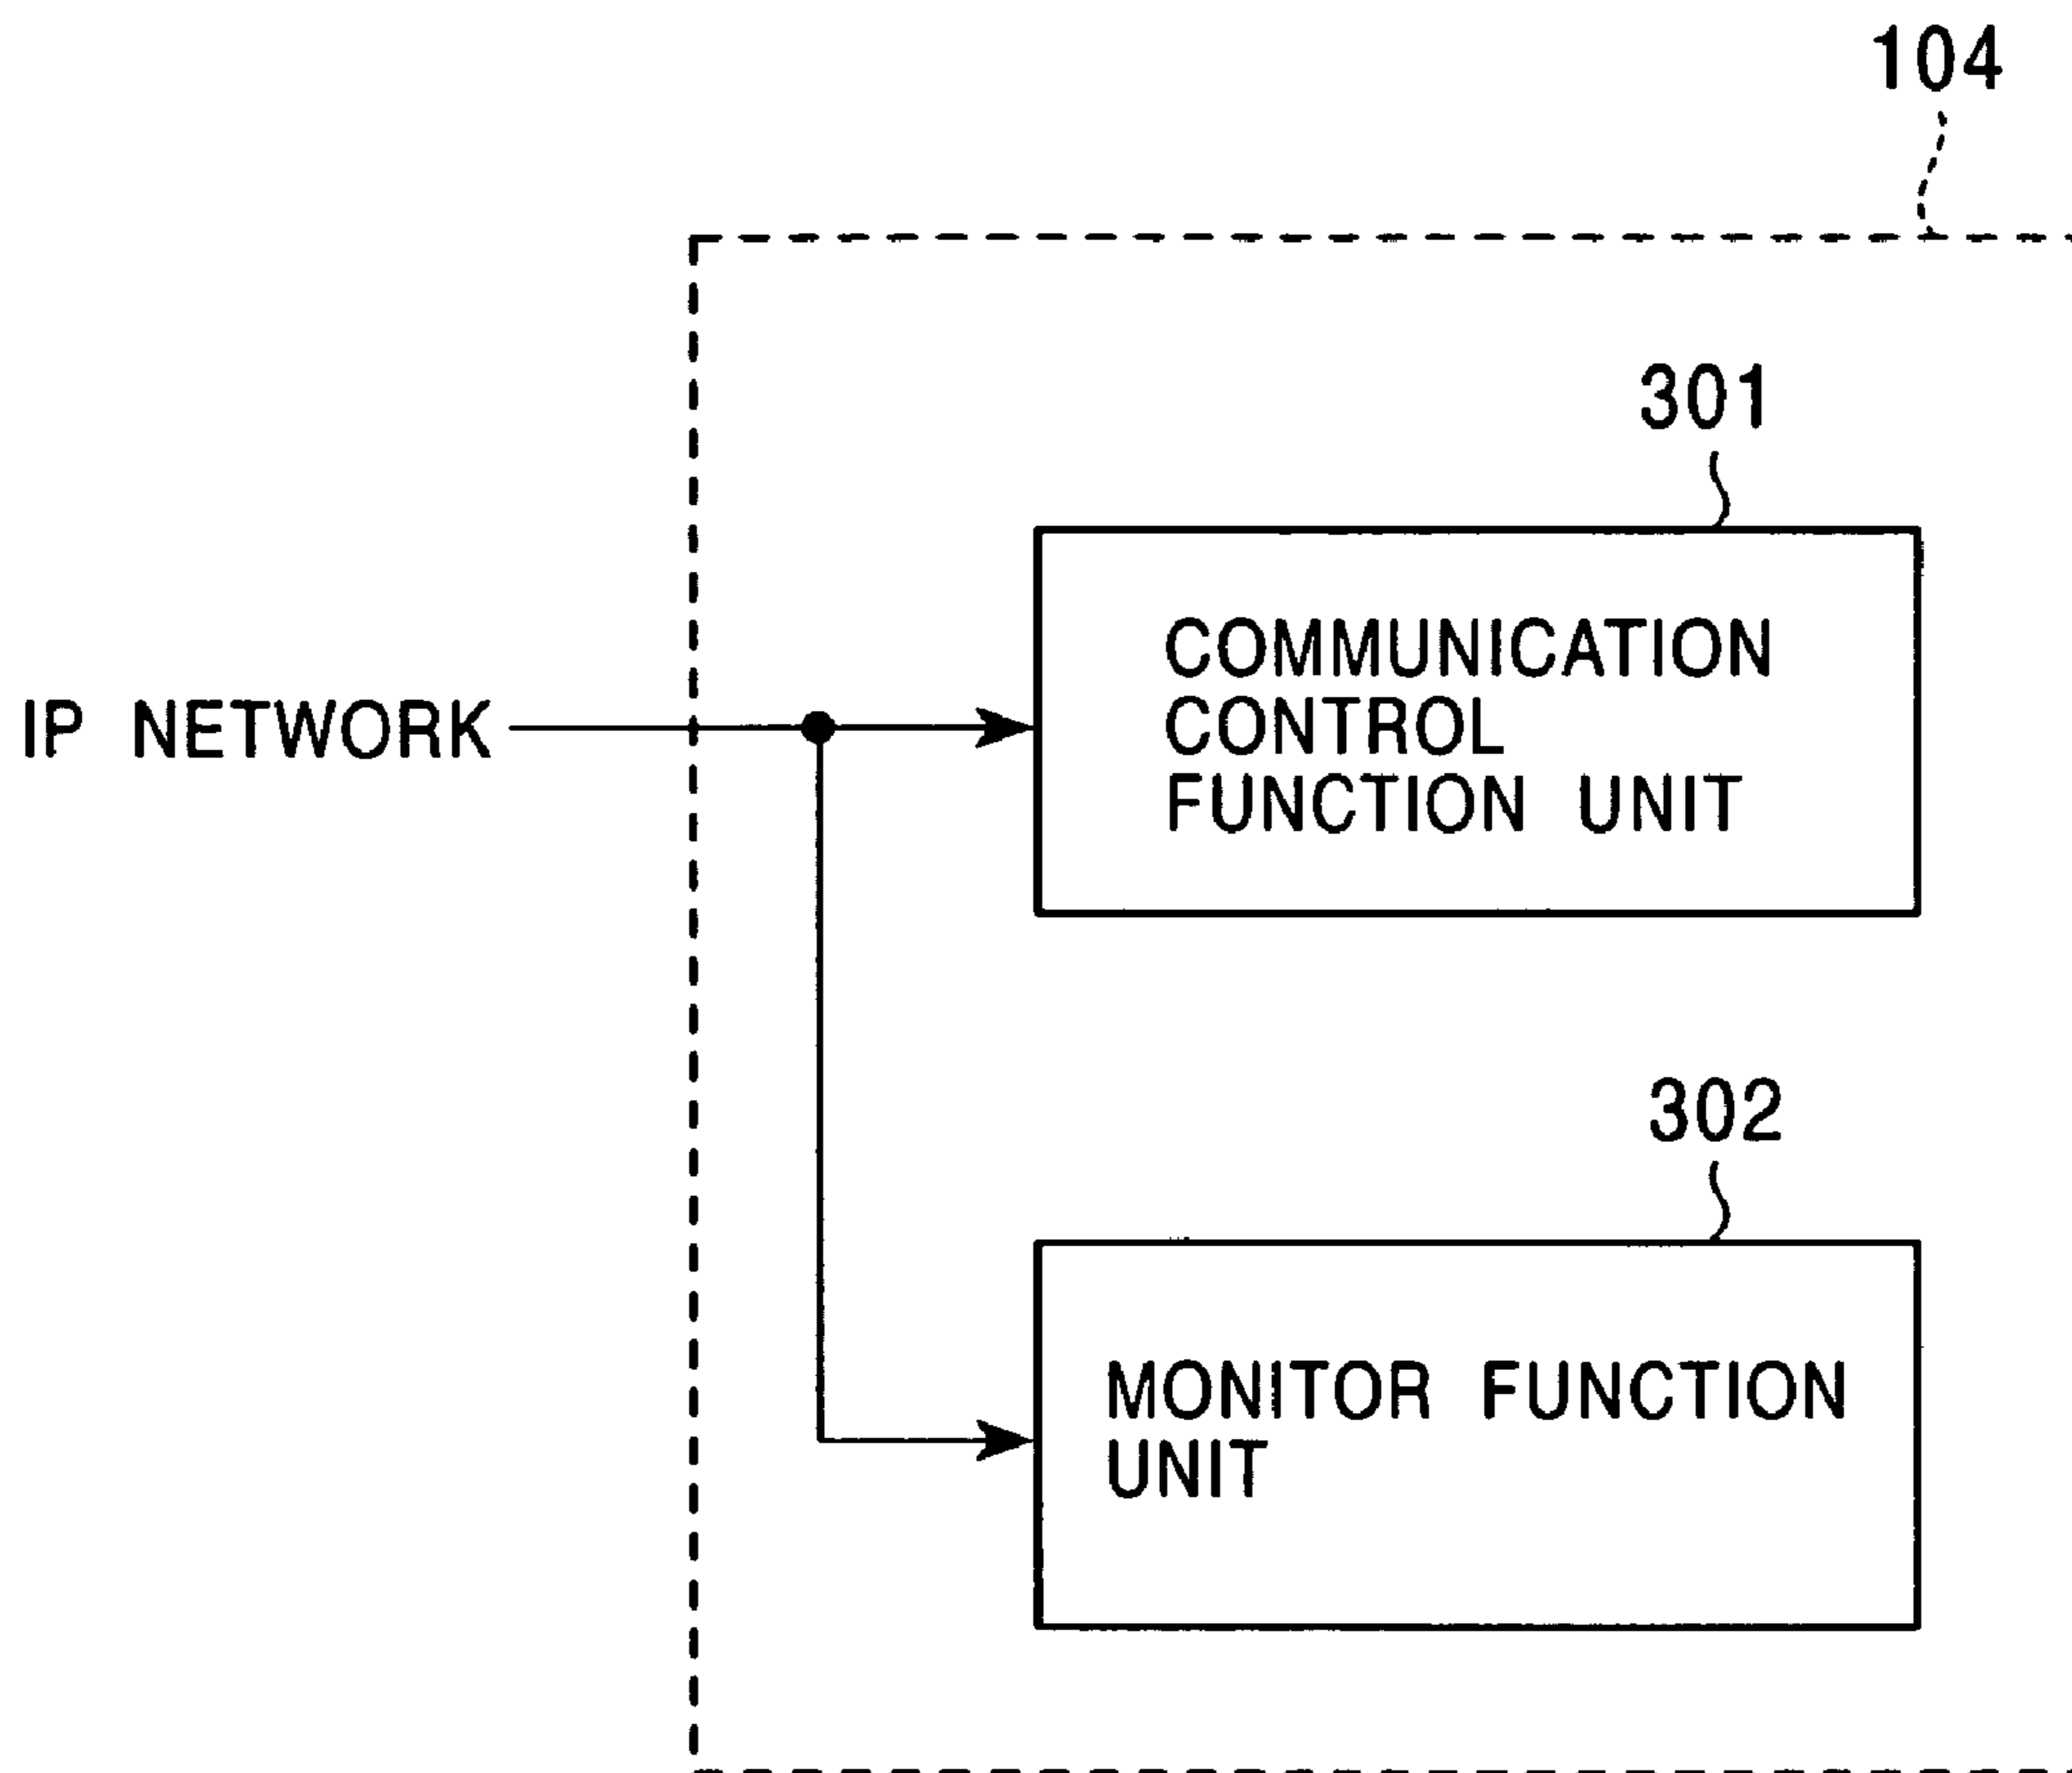 104
301
COMMUNICATION
CONTROL
FUNCTION UNIT
IP NETWORK
302
MONITOR FUNCTION
UNIT